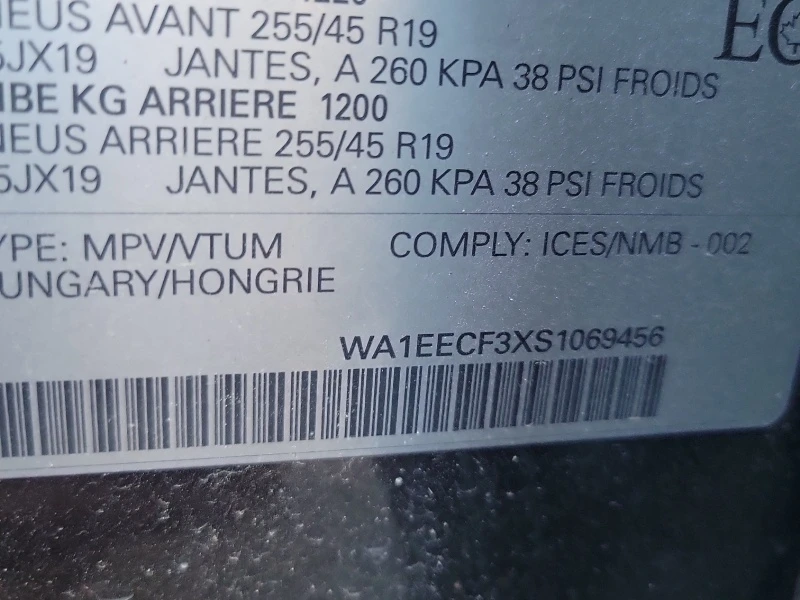 NEUS AVANT 255/45 R19
5JX19 JANTES, A 260 KPA 38 PSI FROIDS
NBE KG ARRIERE 1200
NEUS ARRIERE 255/45 R19
5JX19 JANTES, A 260 KPA 38 PSI FROIDS
YPE: MPV/VTUM COMPLY: ICES/NMB - 002
UNGARY/HONGRIE
WA1EECF3XS1069456